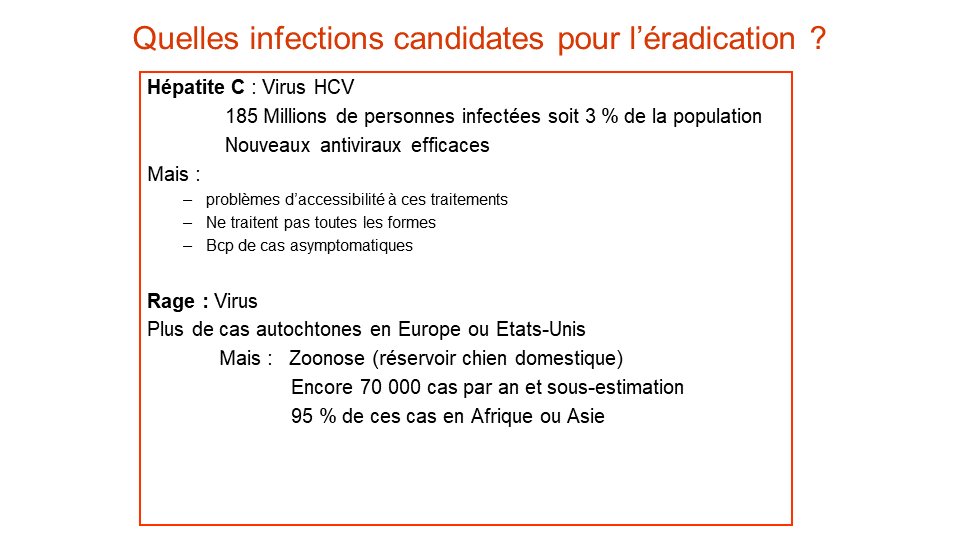 Quelles infections candidates pour l’éradication ?
Hépatite C : Virus HCV
185 Millions de personnes infectées soit 3 % de la population
Nouveaux antiviraux efficaces
Mais :
– problèmes d’accessibilité à ces traitements
– Ne traitent pas toutes les formes
– Bcp de cas asymptomatiques
Rage : Virus
Plus de cas autochtones en Europe ou Etats-Unis
Mais : Zoonose (réservoir chien domestique)
Encore 70 000 cas par an et sous-estimation
95 % de ces cas en Afrique ou Asie